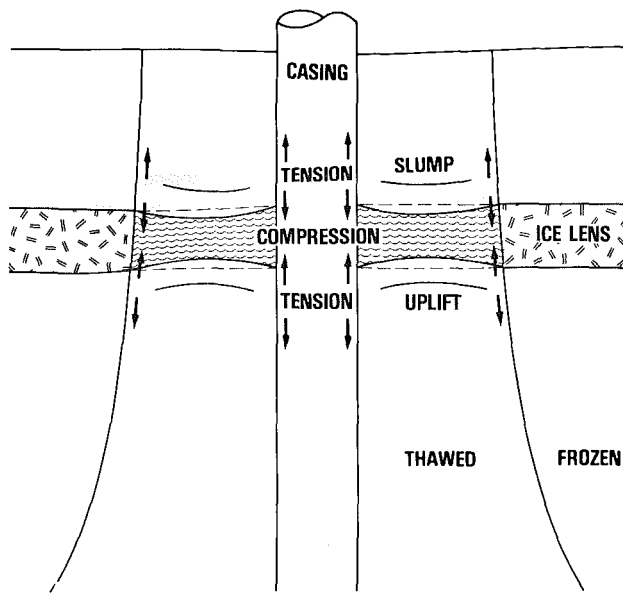 CASING
TENSION
SLUMP
COMPRESSION
ICE LENS
TENSION
UPLIFT
THAWED
FROZEN